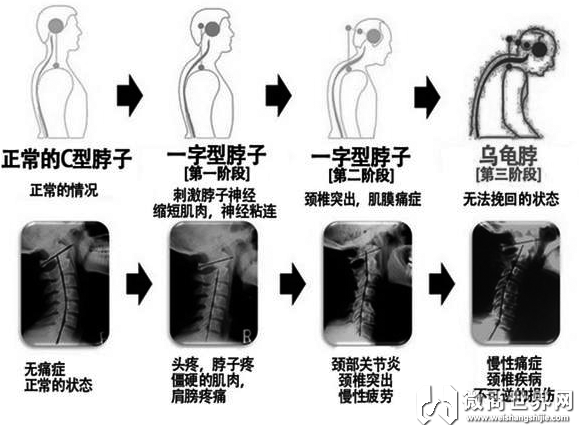 正常的C型脖子
正常的情况
一字型脖子
[第一阶段]
刺激脖子神经
缩短肌肉，神经粘连
一字型脖子
[第二阶段]
颈椎突出，肌膜痛症
乌龟脖
[第三阶段]
无法挽回的状态
R
无痛症
正常的状态
头疼，脖子疼
僵硬的肌肉，
肩膀疼痛
颈部关节炎
颈椎突出
慢性疲劳
慢性痛症
颈椎疾病
不可逆的损伤
微商世界网
www.weishangshijie.com